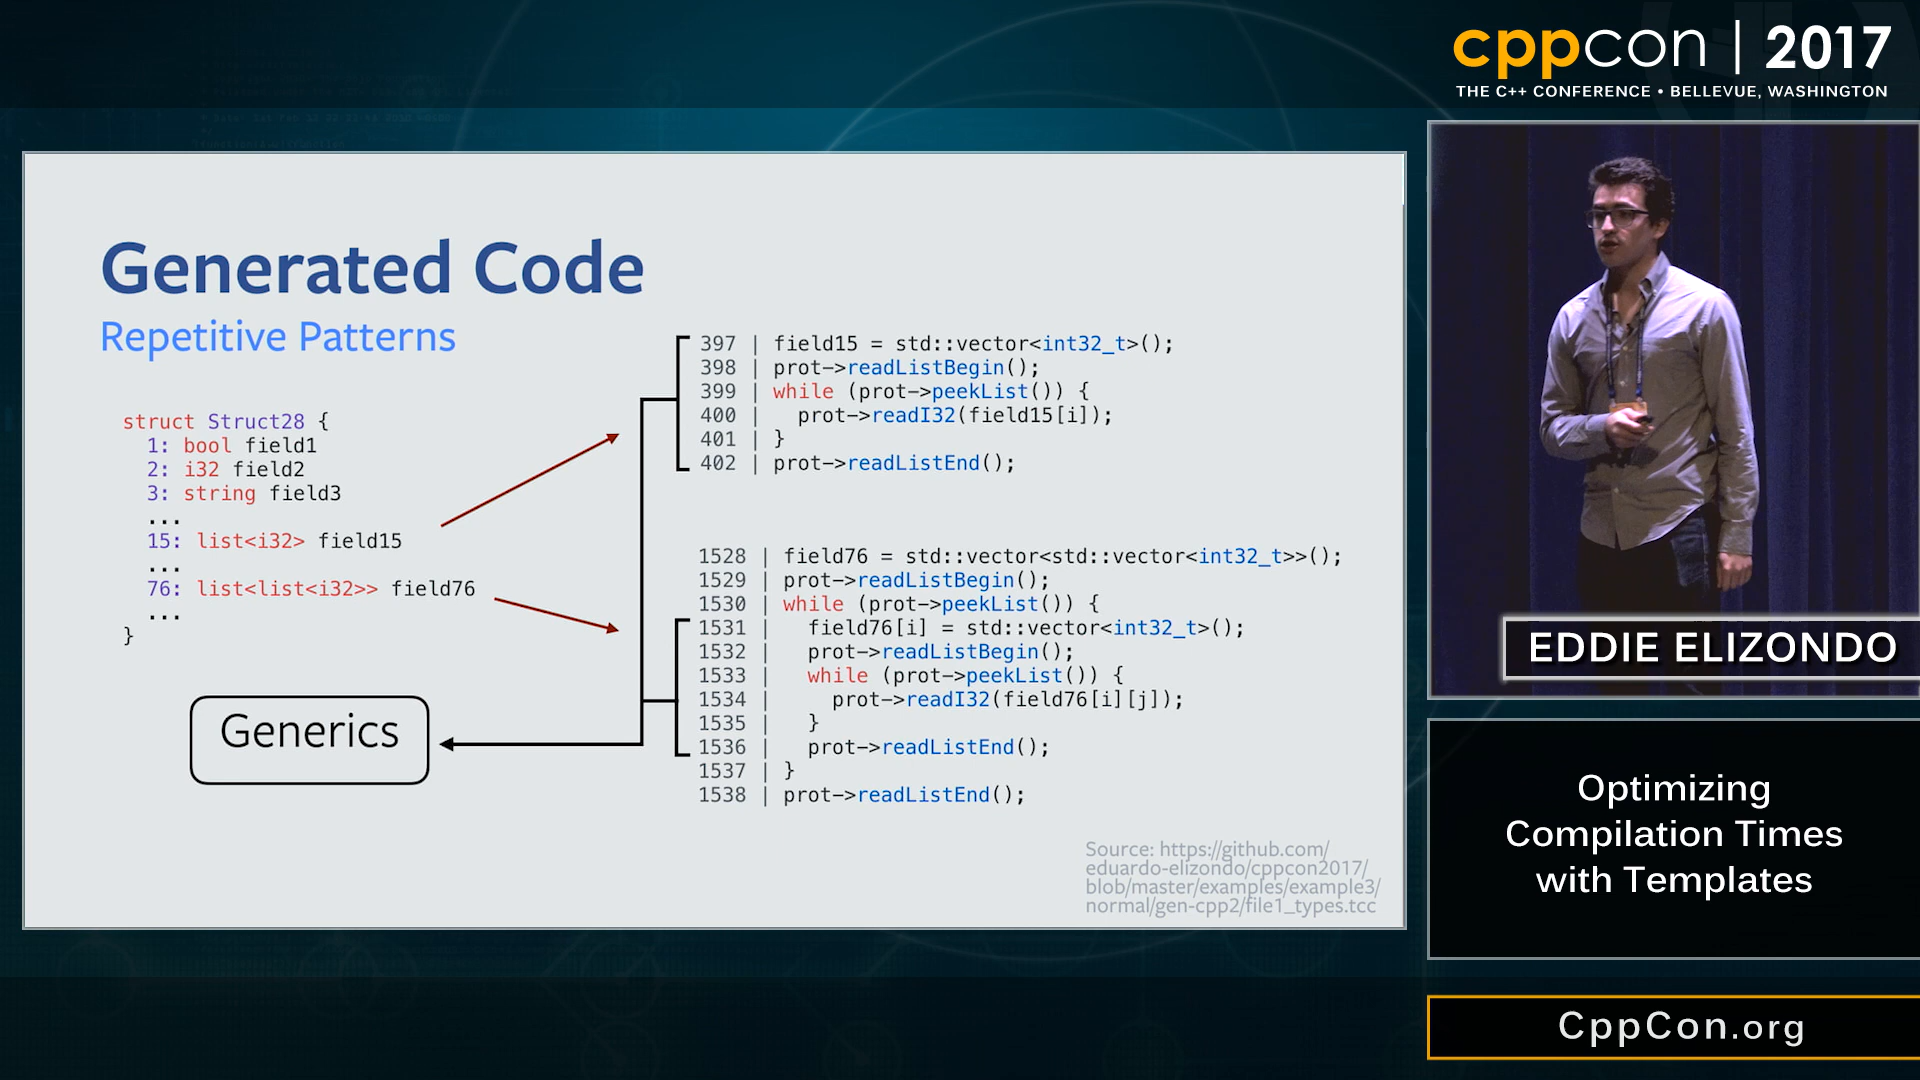 cppcon | 2017
THE C++ CONFERENCE • BELLEVUE, WASHINGTON
Generated Code
Repetitive Patterns
struct Struct28 {
1: bool field1
2: i32 field2
3: string field3
...
15: list<i32> field15
...
76: list<list<i32>> field76
...
}
Generics
397 | field15 = std::vector<int32_t>();
398 | prot->readListBegin();
399 | while (prot->peekList()) {
400 | prot->readI32(field15[i]);
401 | }
402 | prot->readListEnd();
1528 | field76 = std::vector<std::vector<int32_t>>();
1529 | prot->readListBegin();
1530 | while (prot->peekList()) {
1531 | field76[i] = std::vector<int32_t>();
1532 | prot->readListBegin();
1533 | while (prot->peekList()) {
1534 | prot->readI32(field76[i][j]);
1535 | }
1536 | prot->readListEnd();
1537 | }
1538 | prot->readListEnd();
Source: https://github.com/
eduardo-elizondo/cppcon2017/
blob/master/examples/example3/
normal/gen-cpp2/file1_types.tcc
EDDIE ELIZONDO
Optimizing
Compilation Times
with Templates
CppCon.org